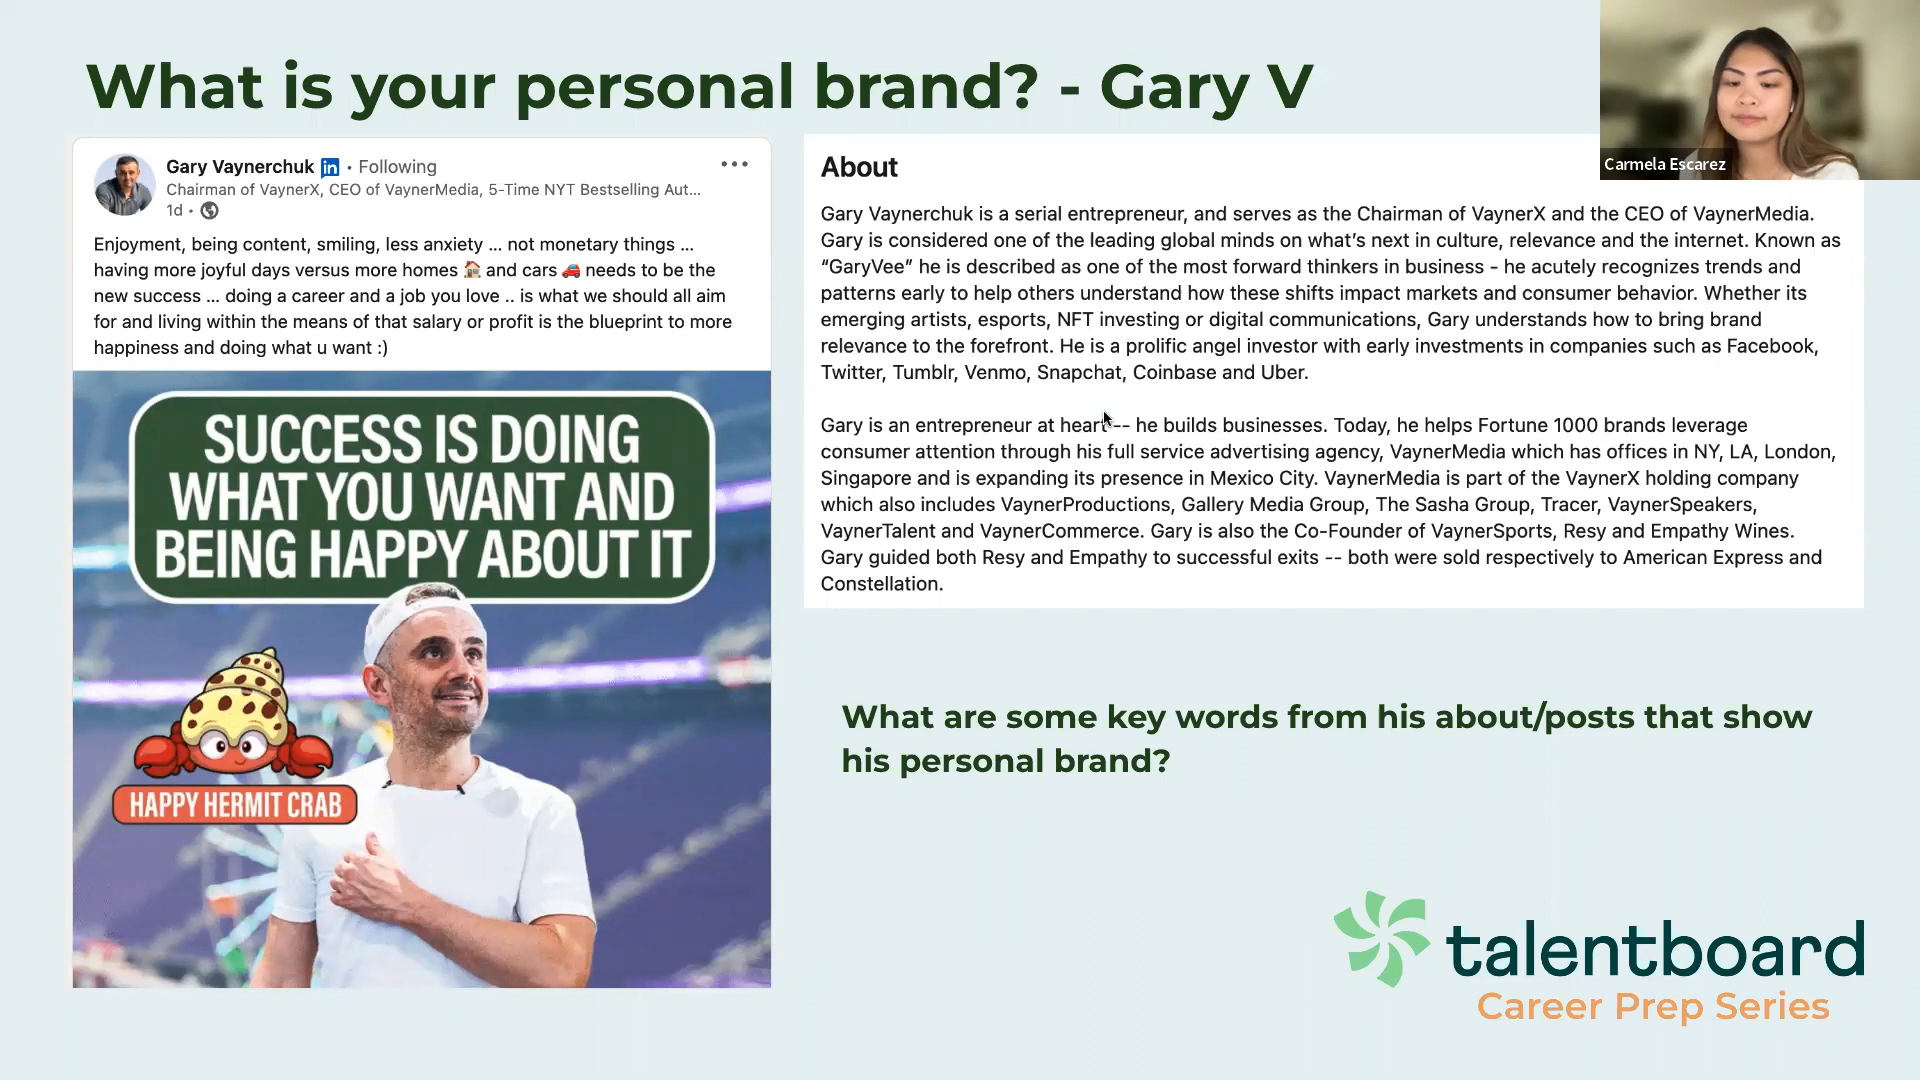 What is your personal brand? - Gary V
Carmela Escarez
Gary Vaynerchuk in • Following
Chairman of VaynerX, CEO of VaynerMedia, 5-Time NYT Bestselling Aut...
1d •
Enjoyment, being content, smiling, less anxiety ... not monetary things ...
having more joyful days versus more homes 🏠 and cars 🚗 needs to be the
new success ... doing a career and a job you love .. is what we should all aim
for and living within the means of that salary or profit is the blueprint to more
happiness and doing what u want :)
SUCCESS IS DOING
WHAT YOU WANT AND
BEING HAPPY ABOUT IT
HAPPY HERMIT CRAB
About
Gary Vaynerchuk is a serial entrepreneur, and serves as the Chairman of VaynerX and the CEO of VaynerMedia.
Gary is considered one of the leading global minds on what’s next in culture, relevance and the internet. Known as
“GaryVee” he is described as one of the most forward thinkers in business - he acutely recognizes trends and
patterns early to help others understand how these shifts impact markets and consumer behavior. Whether its
emerging artists, esports, NFT investing or digital communications, Gary understands how to bring brand
relevance to the forefront. He is a prolific angel investor with early investments in companies such as Facebook,
Twitter, Tumblr, Venmo, Snapchat, Coinbase and Uber.
Gary is an entrepreneur at heart -- he builds businesses. Today, he helps Fortune 1000 brands leverage
consumer attention through his full service advertising agency, VaynerMedia which has offices in NY, LA, London,
Singapore and is expanding its presence in Mexico City. VaynerMedia is part of the VaynerX holding company
which also includes VaynerProductions, Gallery Media Group, The Sasha Group, Tracer, VaynerSpeakers,
VaynerTalent and VaynerCommerce. Gary is also the Co-Founder of VaynerSports, Resy and Empathy Wines.
Gary guided both Resy and Empathy to successful exits -- both were sold respectively to American Express and
Constellation.
What are some key words from his about/posts that show
his personal brand?
talentboard
Career Prep Series